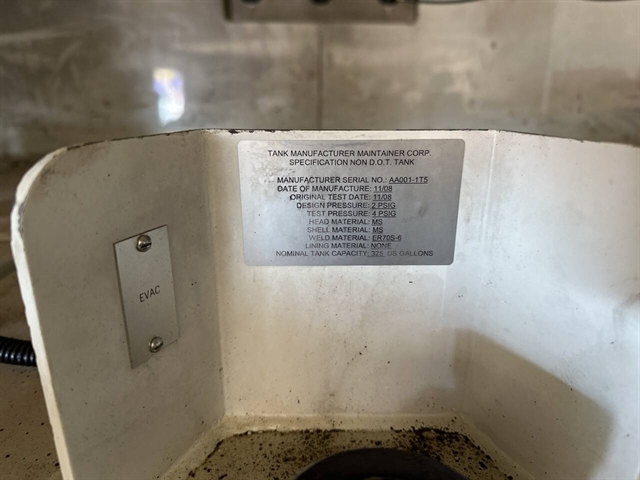 TANK MANUFACTURER MAINTAINER CORP.
SPECIFICATION NON D.O.T. TANK
MANUFACTURER SERIAL NO.: AA001-1T5
DATE OF MANUFACTURE: 11/08
ORIGINAL TEST DATE: 11/08
DESIGN PRESSURE: 2 PSIG
TEST PRESSURE: 4 PSIG
HEAD MATERIAL: MS
SHELL MATERIAL: MS
WELD MATERIAL: ER70S-6
LINING MATERIAL: NONE
NOMINAL TANK CAPACITY: 325 US GALLONS
EVAC